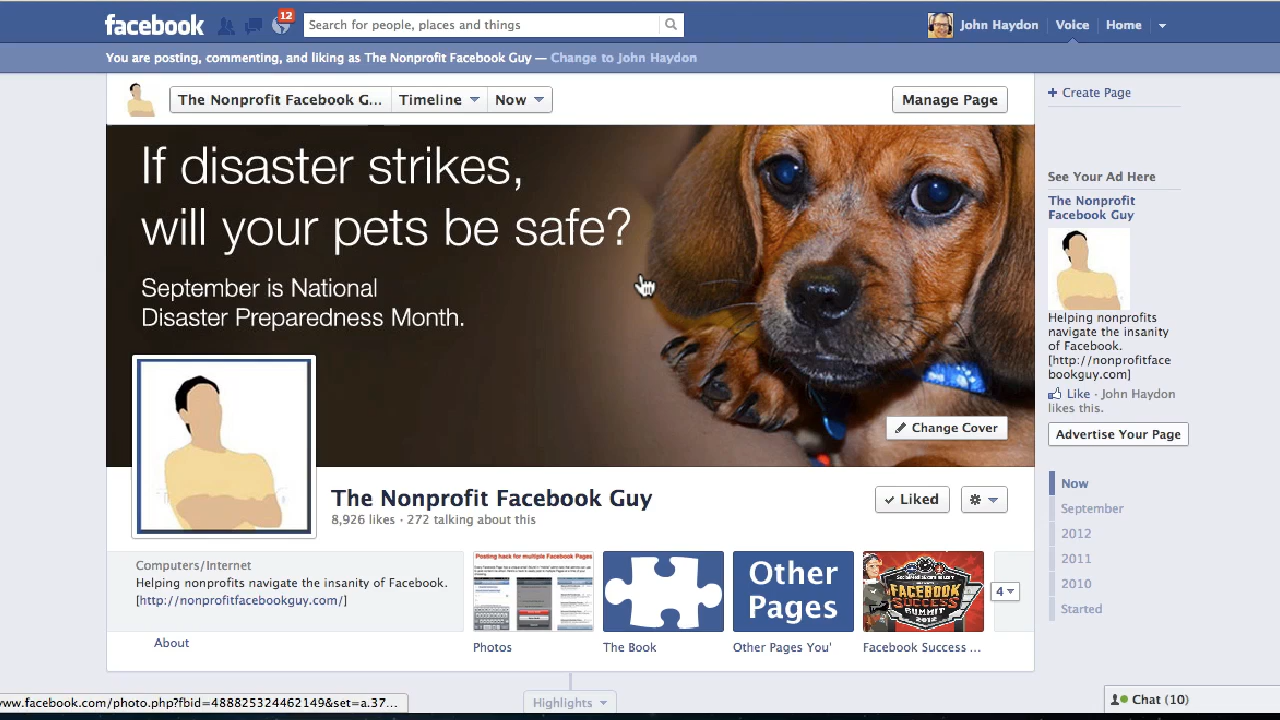 facebook
12
Search for people, places and things
John Haydon
Voice
Home
You are posting, commenting, and liking as The Nonprofit Facebook Guy — Change to John Haydon
The Nonprofit Facebook G...
Timeline
Now
Manage Page
+ Create Page
If disaster strikes,
will your pets be safe?
September is National
Disaster Preparedness Month.
Change Cover
See Your Ad Here
The Nonprofit
Facebook Guy
Helping nonprofits
navigate the insanity
of Facebook.
[http://nonprofitface
bookguy.com]
Like · John Haydon
likes this.
Advertise Your Page
Now
September
2012
2011
2010
Started
The Nonprofit Facebook Guy
8,926 likes · 272 talking about this
Liked
Computers/Internet
Helping nonprofits navigate the insanity of Facebook.
[http://nonprofitfacebookguy.com/]
About
Posting hack for multiple Facebook Pages
Photos
The Book
Other
Pages
Other Pages You'
FACEBOOK
SUCCESS
SUMMIT
2012
Facebook Success ...
4
Highlights
www.facebook.com/photo.php?fbid=488825324462149&set=a.37...
Chat (10)